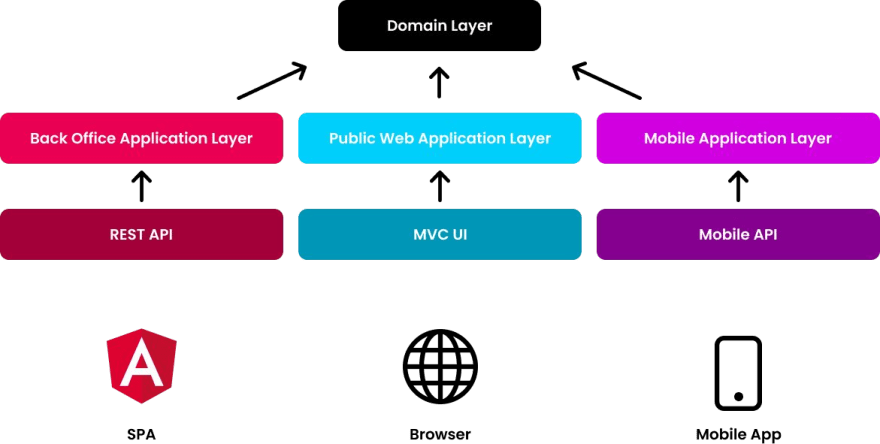 Domain Layer
Back Office Application Layer
Public Web Application Layer
Mobile Application Layer
REST API
MVC UI
Mobile API
SPA
Browser
Mobile App